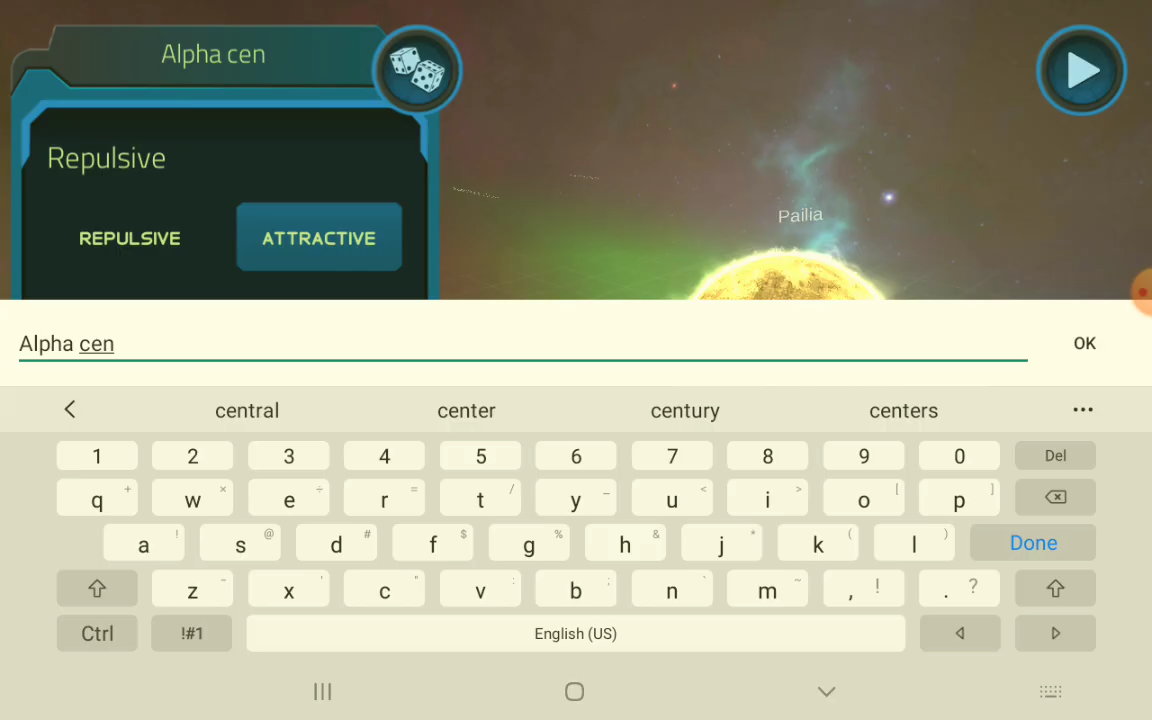 Alpha cen
Repulsive
REPULSIVE ATTRACTIVE
Pailia
Alpha cen OK
central center century centers
1 2 3 4 5 6 7 8 9 0 Del
q + w × e ÷ r = t / y _ u < i > o [ p ]
a ! s @ d # f $ g % h & j * k ( l ) Done
z - x ' c " v : b ; n ` m ~ , ! . ?
Ctrl !#1 English (US)